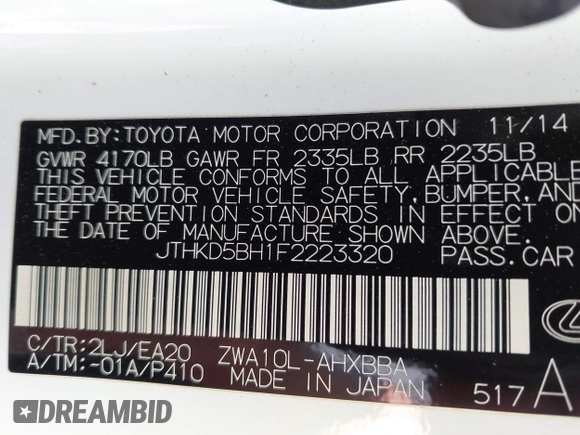 MFD.BY:TOYOTA MOTOR CORPORATION 11/14
GVWR 4170LB GAWR FR 2335LB RR 2235LB
THIS VEHICLE CONFORMS TO ALL APPLICABLE
FEDERAL MOTOR VEHICLE SAFETY, BUMPER, AND
THEFT PREVENTION STANDARDS IN EFFECT ON
THE DATE OF MANUFACTURE SHOWN ABOVE.
JTHKD5BH1F2223320 PASS.CAR
C/TR:2LJ/EA20 ZWA10L-AHXBBA
A/TM:-01A/P410 MADE IN JAPAN 517A
DREAMBID